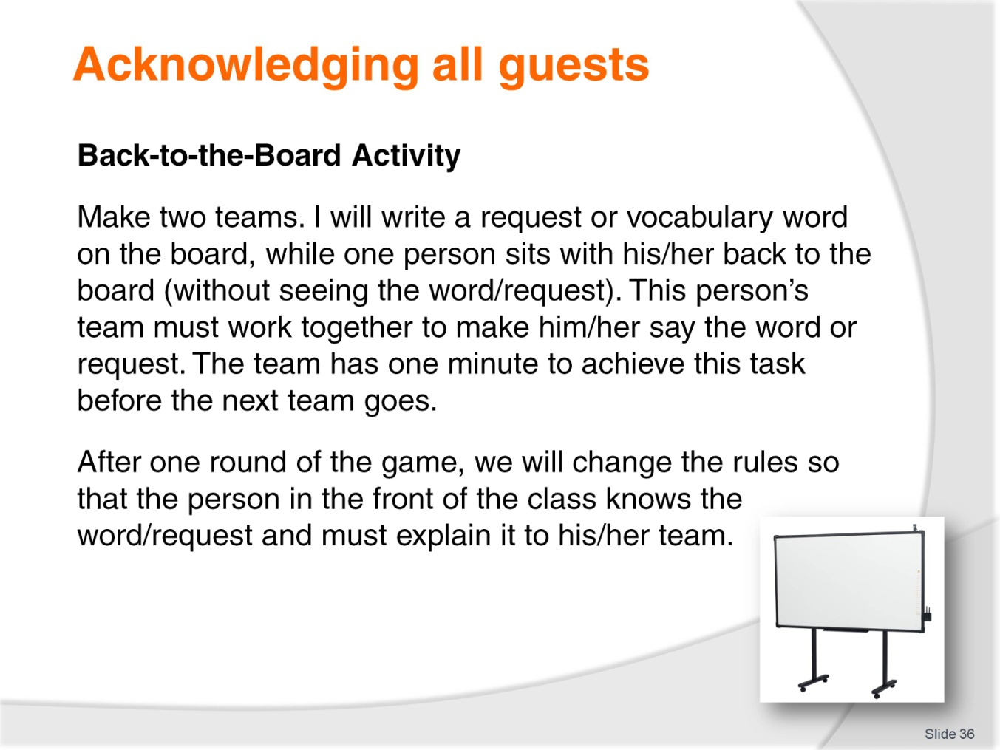 Acknowledging all guests
Back-to-the-Board Activity
Make two teams. I will write a request or vocabulary word
on the board, while one person sits with his/her back to the
board (without seeing the word/request). This person’s
team must work together to make him/her say the word or
request. The team has one minute to achieve this task
before the next team goes.
After one round of the game, we will change the rules so
that the person in the front of the class knows the
word/request and must explain it to his/her team.
Slide 36